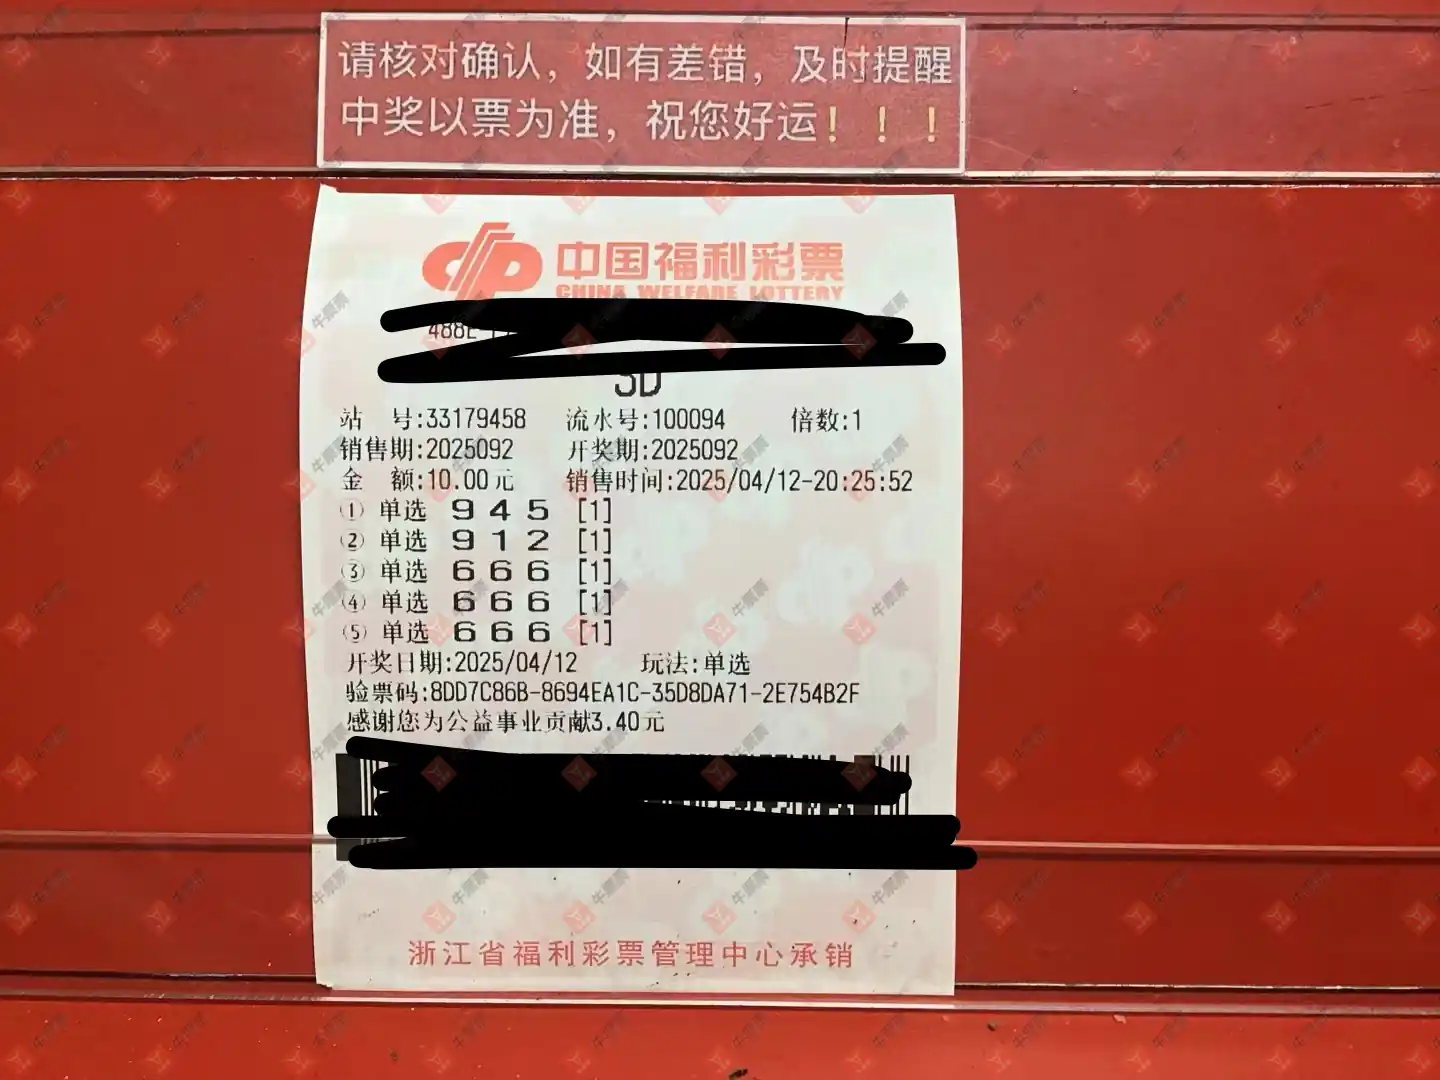 请核对确认，如有差错，及时提醒
中奖以票为准，祝您好运！！！
中国福利彩票
CHINA WELFARE LOTTERY
3D
站 号:33179458 流水号:100094 倍数:1
销售期:2025092 开奖期:2025092
金 额:10.00元 销售时间:2025/04/12-20:25:52
① 单选 9 4 5 [1]
② 单选 9 1 2 [1]
③ 单选 6 6 6 [1]
④ 单选 6 6 6 [1]
⑤ 单选 6 6 6 [1]
开奖日期:2025/04/12 玩法:单选
验票码:8DD7C86B-8694EA1C-35D8DA71-2E754B2F
感谢您为公益事业贡献3.40元
浙江省福利彩票管理中心承销
牛票票